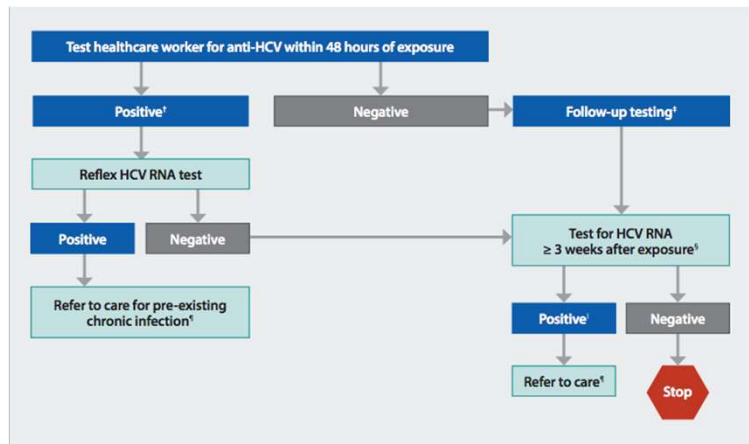 Test healthcare worker for anti-HCV within 48 hours of exposure
Positive†
Negative
Follow-up testing‡
Reflex HCV RNA test
Positive
Negative
Test for HCV RNA
≥ 3 weeks after exposure§
Refer to care for pre-existing
chronic infection¶
Positive|
Negative
Refer to care¶
Stop